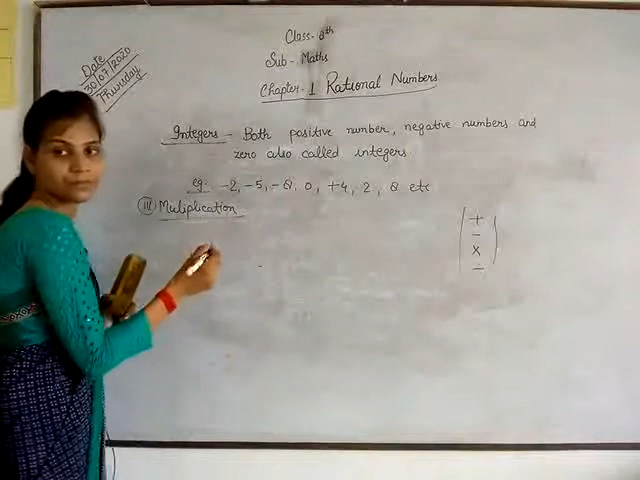 Date
30/07/2020
Thursday
Class-8th
Sub-Maths
Chapter-1 Rational Numbers
Integers - Both positive number, negative numbers and
zero also called integers.
eg: -2, -5, -8, 0, +4, 2, 8 etc
(III) Muliplication
+
-
x
÷